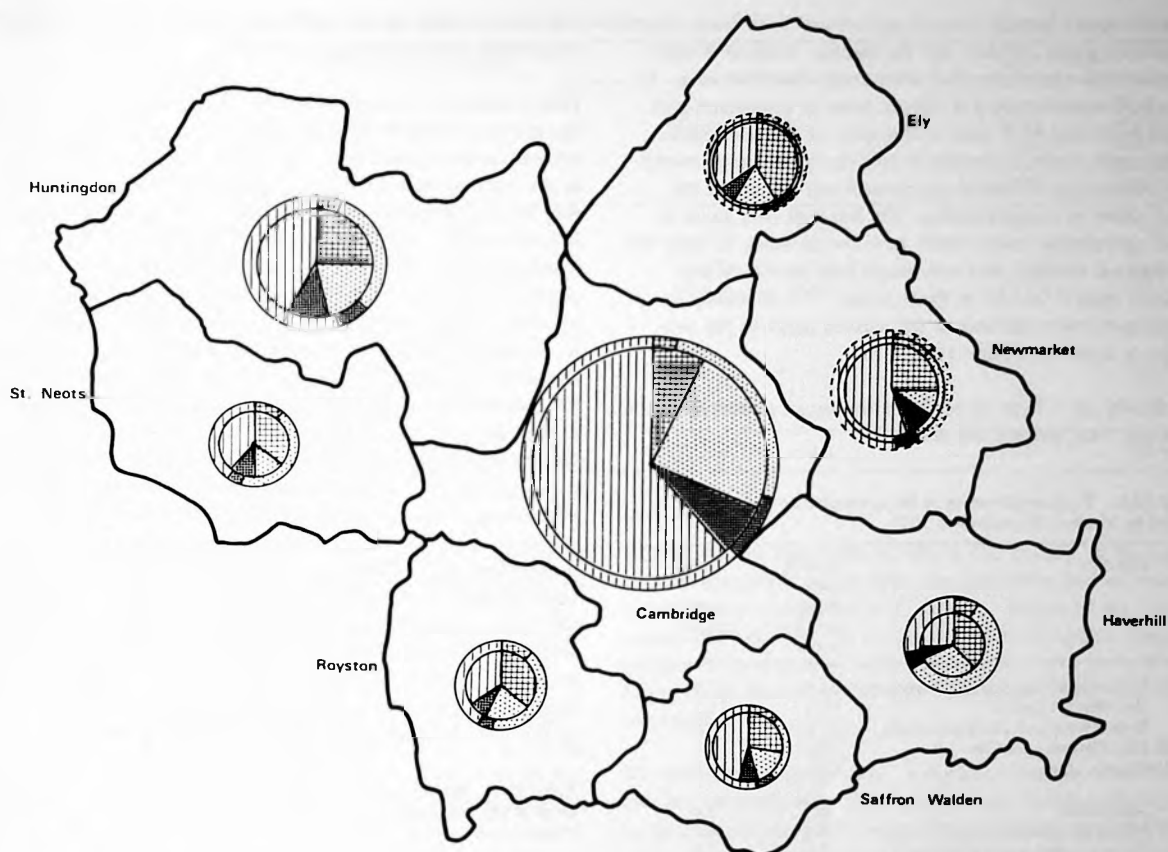 Ely
Huntingdon
Newmarket
St. Neots
Cambridge
Haverhill
Royston
Saffron Walden